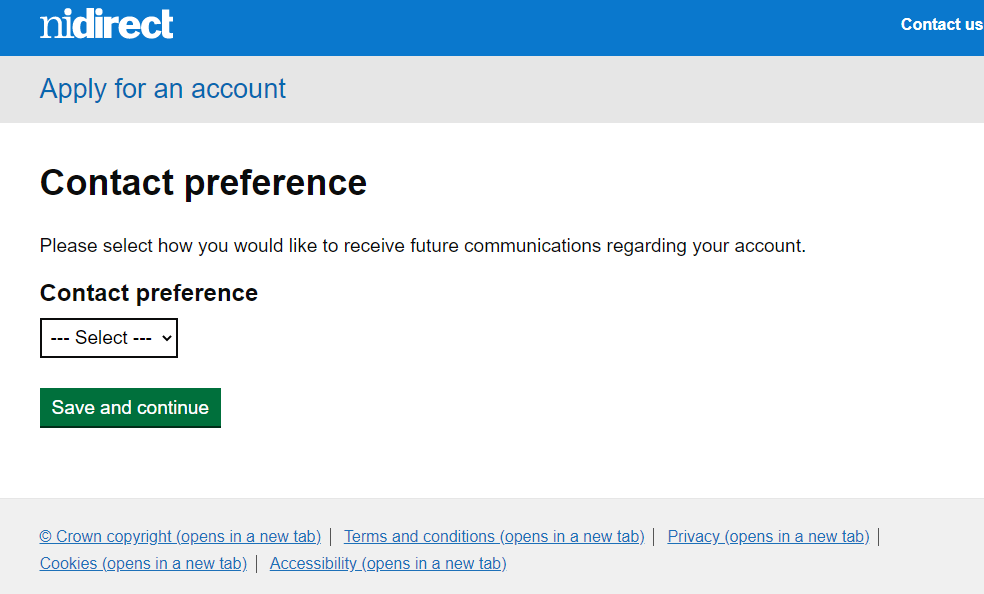 nidirect
Contact us
Apply for an account
Contact preference
Please select how you would like to receive future communications regarding your account.
Contact preference
--- Select ---
Save and continue
© Crown copyright (opens in a new tab) | Terms and conditions (opens in a new tab) | Privacy (opens in a new tab) |
Cookies (opens in a new tab) | Accessibility (opens in a new tab)